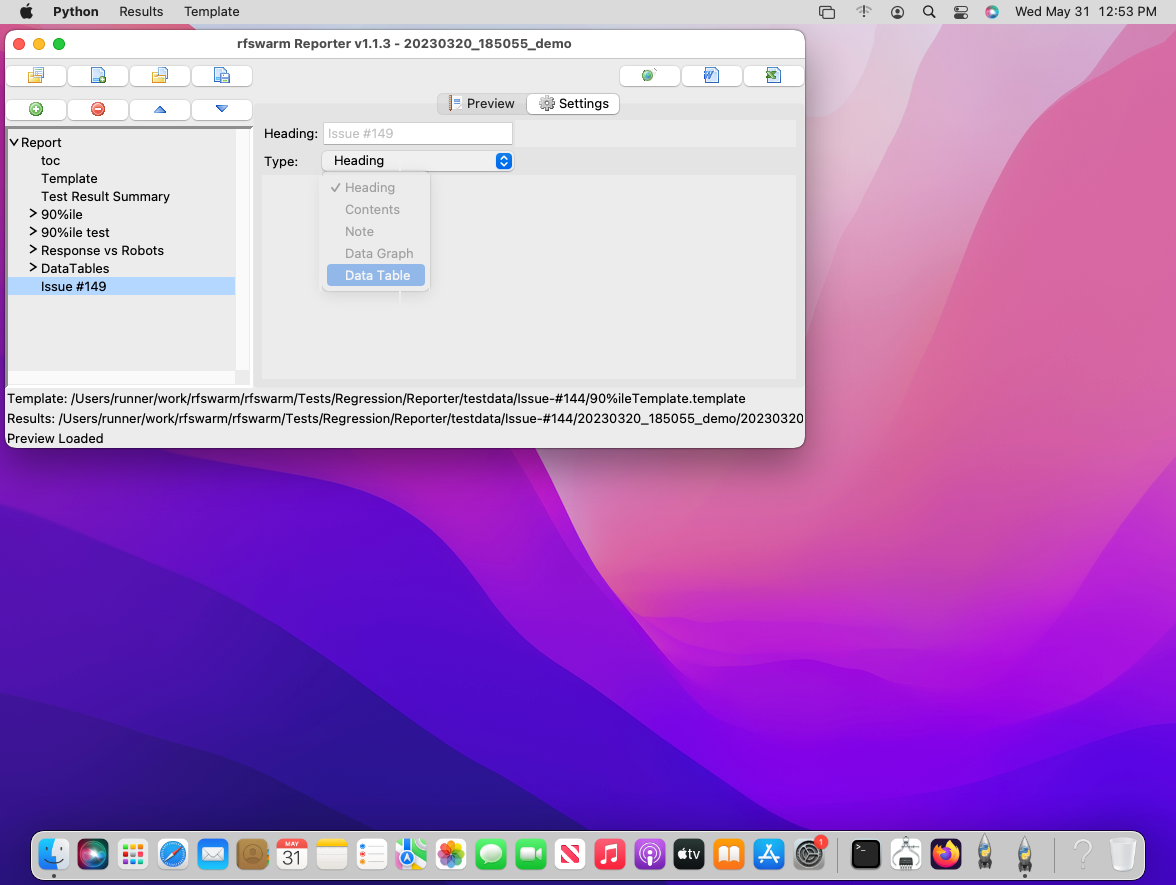 Python Results Template Wed May 31 12:53 PM
rfswarm Reporter v1.1.3 - 20230320_185055_demo
Preview Settings
Heading: Issue #149
Type: Heading
Heading
Contents
Note
Data Graph
Data Table
Report
toc
Template
Test Result Summary
90%ile
90%ile test
Response vs Robots
DataTables
Issue #149
Template: /Users/runner/work/rfswarm/rfswarm/Tests/Regression/Reporter/testdata/Issue-#144/90%ileTemplate.template
Results: /Users/runner/work/rfswarm/rfswarm/Tests/Regression/Reporter/testdata/Issue-#144/20230320_185055_demo/20230320
Preview Loaded
MAY
31
tv
1